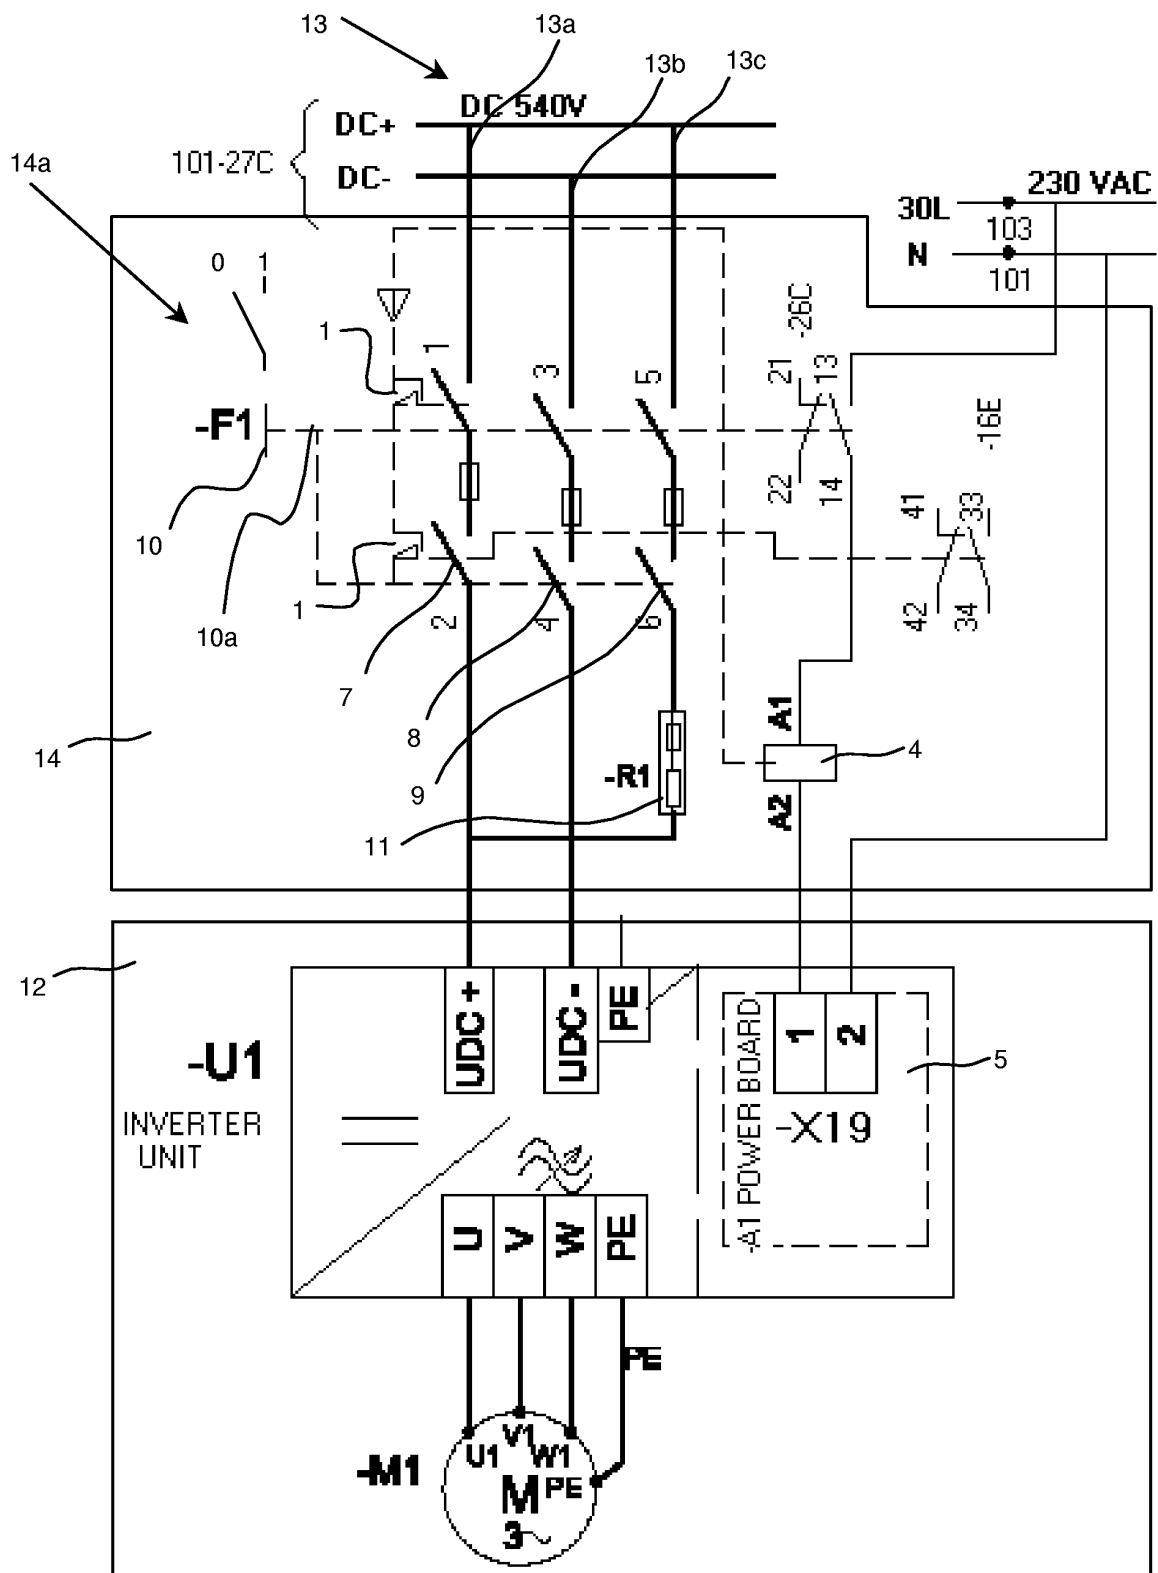 13
13a
13b
13c
DC 540V
DC+
DC-
101-27C
14a
230 VAC
30L
103
N
101
0 1
1
1
3
5
-26C
21
13
-F1
22
14
-16E
41
33
10
10a
1
2
4
6
42
34
7
8
9
14
A1
4
-R1
A2
11
12
UDC +
UDC -
PE
-U1
INVERTER
UNIT
-A1 POWER BOARD
1
2
5
-X19
U
V
W
PE
PE
-M1
U1
V1
W1
M
PE
3~